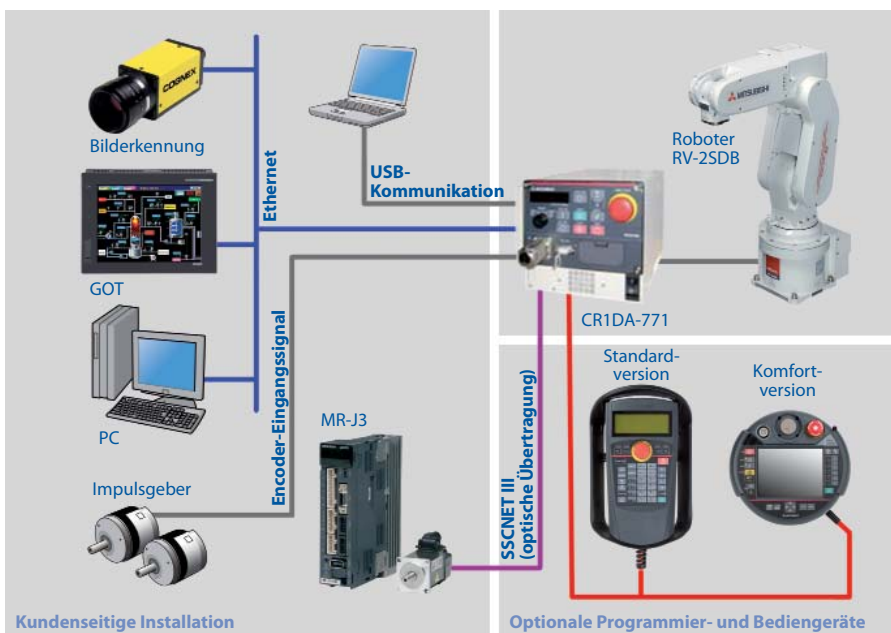 COGNEX
Bilderkennung
Ethernet
USB-
Kommunikation
MITSUBISHI
Roboter
RV-2SDB
GOT
CR1DA-771
PC
Encoder-Eingangssignal
MR-J3
SSCNET III
(optische Übertragung)
Standard-
version
Komfort-
version
Impulsgeber
Kundenseitige Installation
Optionale Programmier- und Bediengeräte